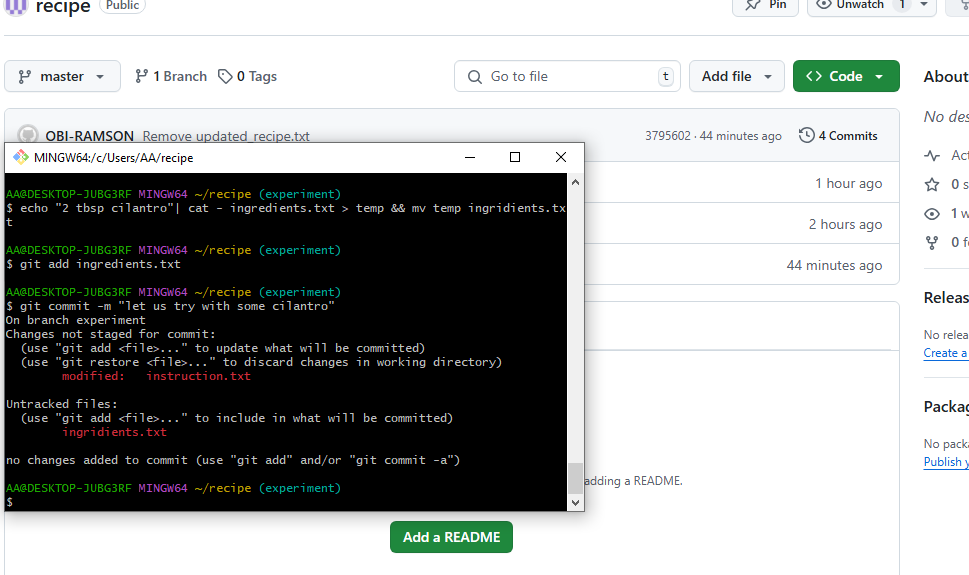 recipe Public Pin Unwatch 1
master 1 Branch 0 Tags Go to file t Add file Code About
No des
OBI-RAMSON Remove updated_recipe.txt 3795602 · 44 minutes ago 4 Commits
MINGW64:/c/Users/AA/recipe
1 hour ago
2 hours ago
44 minutes ago
AA@DESKTOP-JUBG3RF MINGW64 ~/recipe (experiment)
$ echo "2 tbsp cilantro"| cat - ingredients.txt > temp && mv temp ingridients.tx
t
AA@DESKTOP-JUBG3RF MINGW64 ~/recipe (experiment)
$ git add ingredients.txt
AA@DESKTOP-JUBG3RF MINGW64 ~/recipe (experiment)
$ git commit -m "let us try with some cilantro"
On branch experiment
Changes not staged for commit:
(use "git add <file>..." to update what will be committed)
(use "git restore <file>..." to discard changes in working directory)
modified: instruction.txt
Untracked files:
(use "git add <file>..." to include in what will be committed)
ingridients.txt
no changes added to commit (use "git add" and/or "git commit -a")
AA@DESKTOP-JUBG3RF MINGW64 ~/recipe (experiment)
$
adding a README.
Add a README
Act
0 s
1 w
0 f
Releas
No relea
Create a
Packag
No packa
Publish y